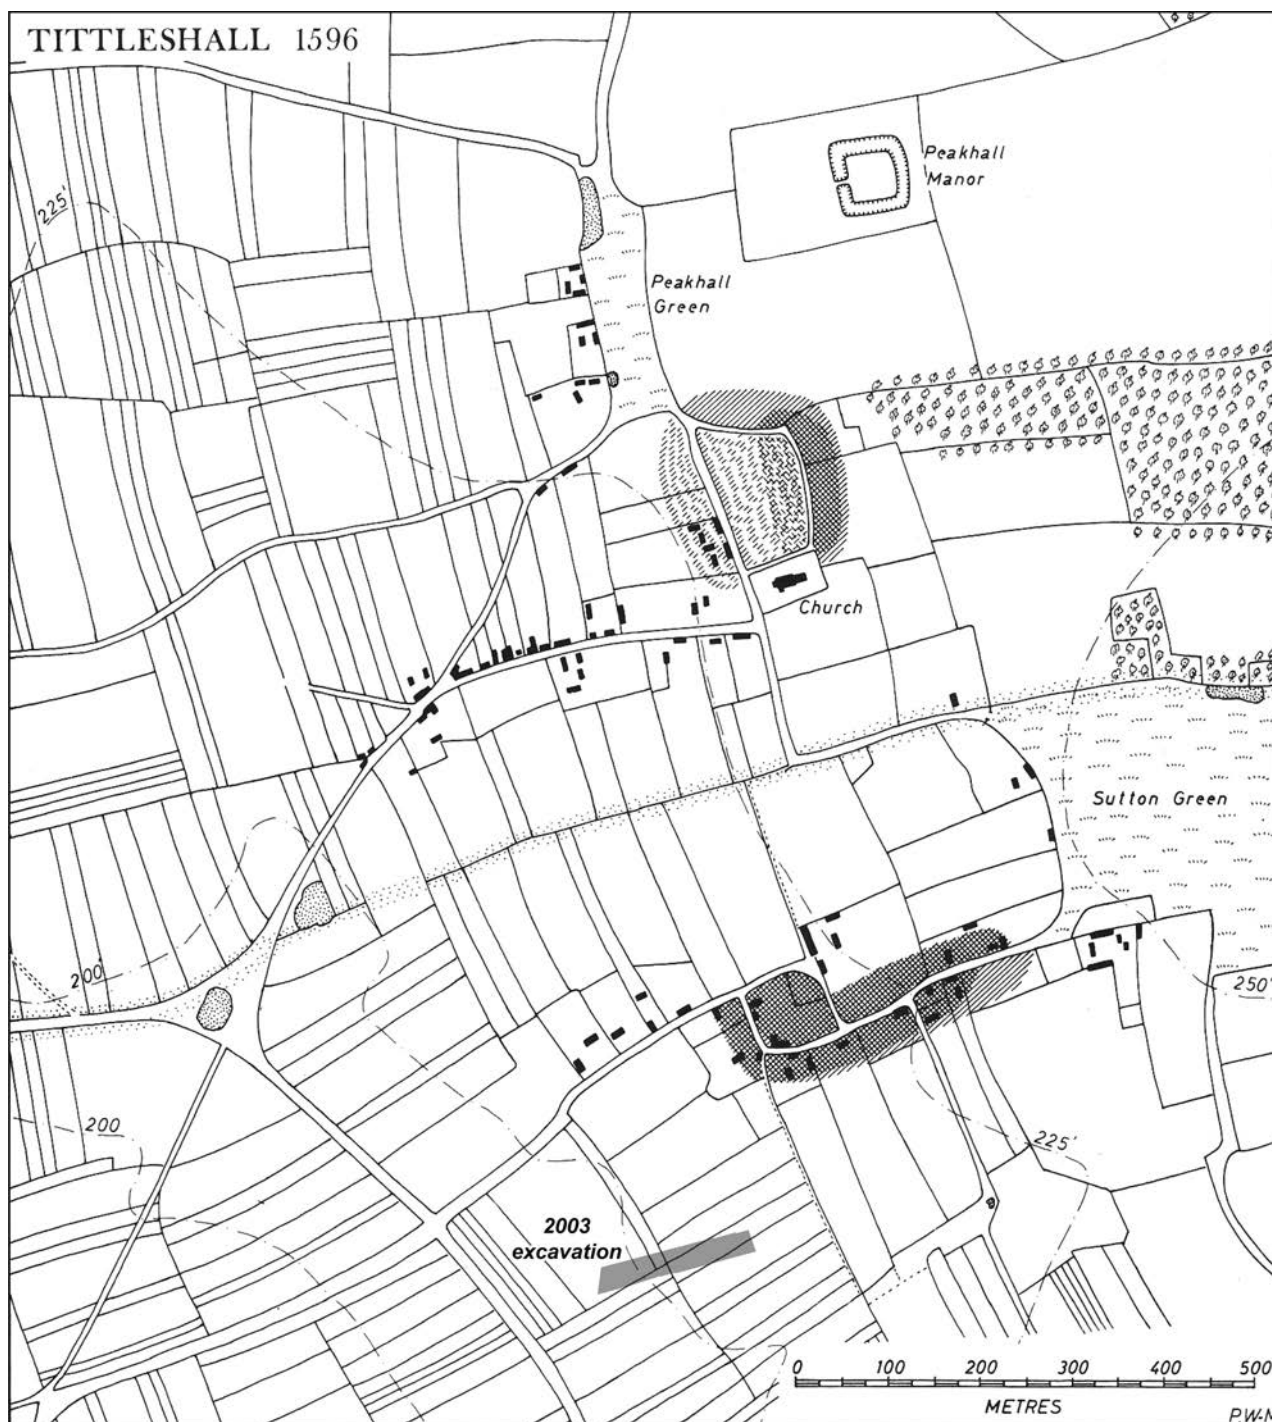 TITTLESHALL 1596
Peakhall
Manor
225'
Peakhall
Green
Church
Sutton Green
200'
250'
200
225'
2003
excavation
0 100 200 300 400 500
METRES